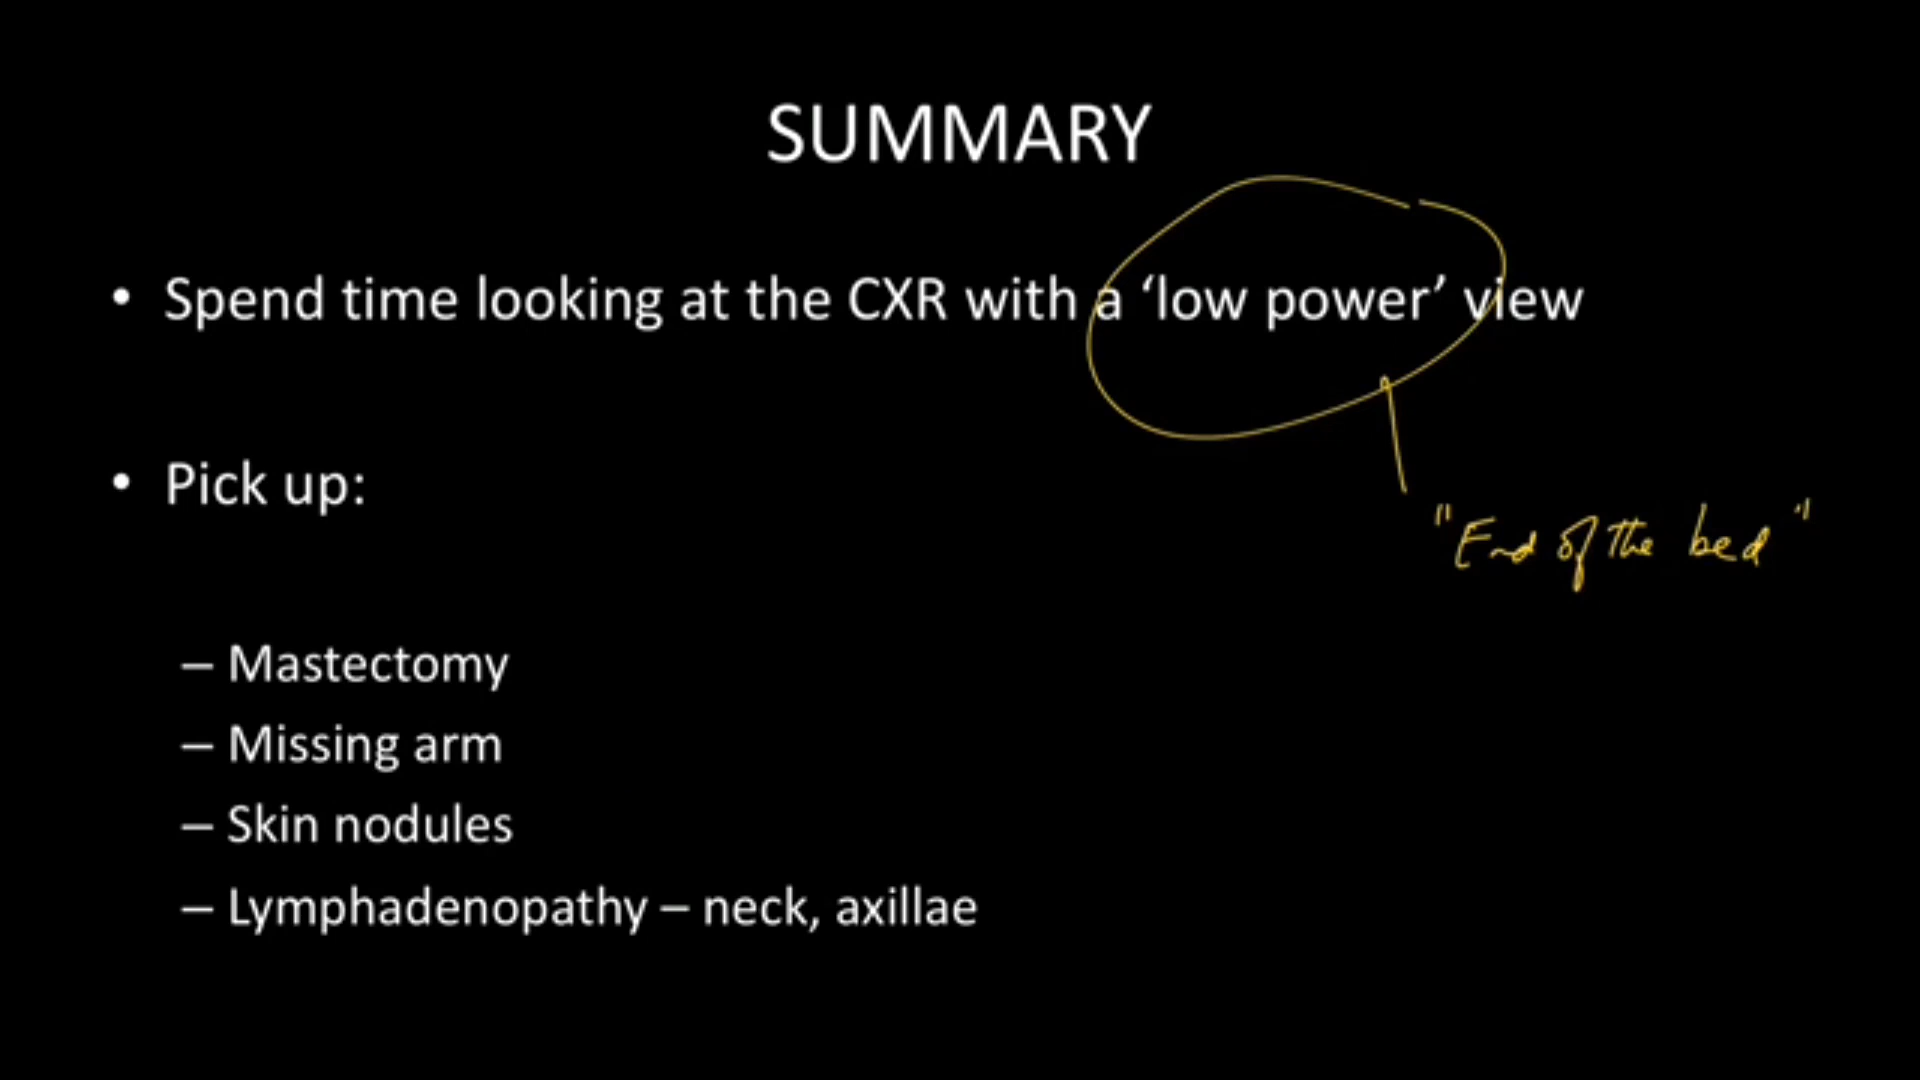 SUMMARY
• Spend time looking at the CXR with a ‘low power’ view
• Pick up:
"End of the bed"
– Mastectomy
– Missing arm
– Skin nodules
– Lymphadenopathy – neck, axillae